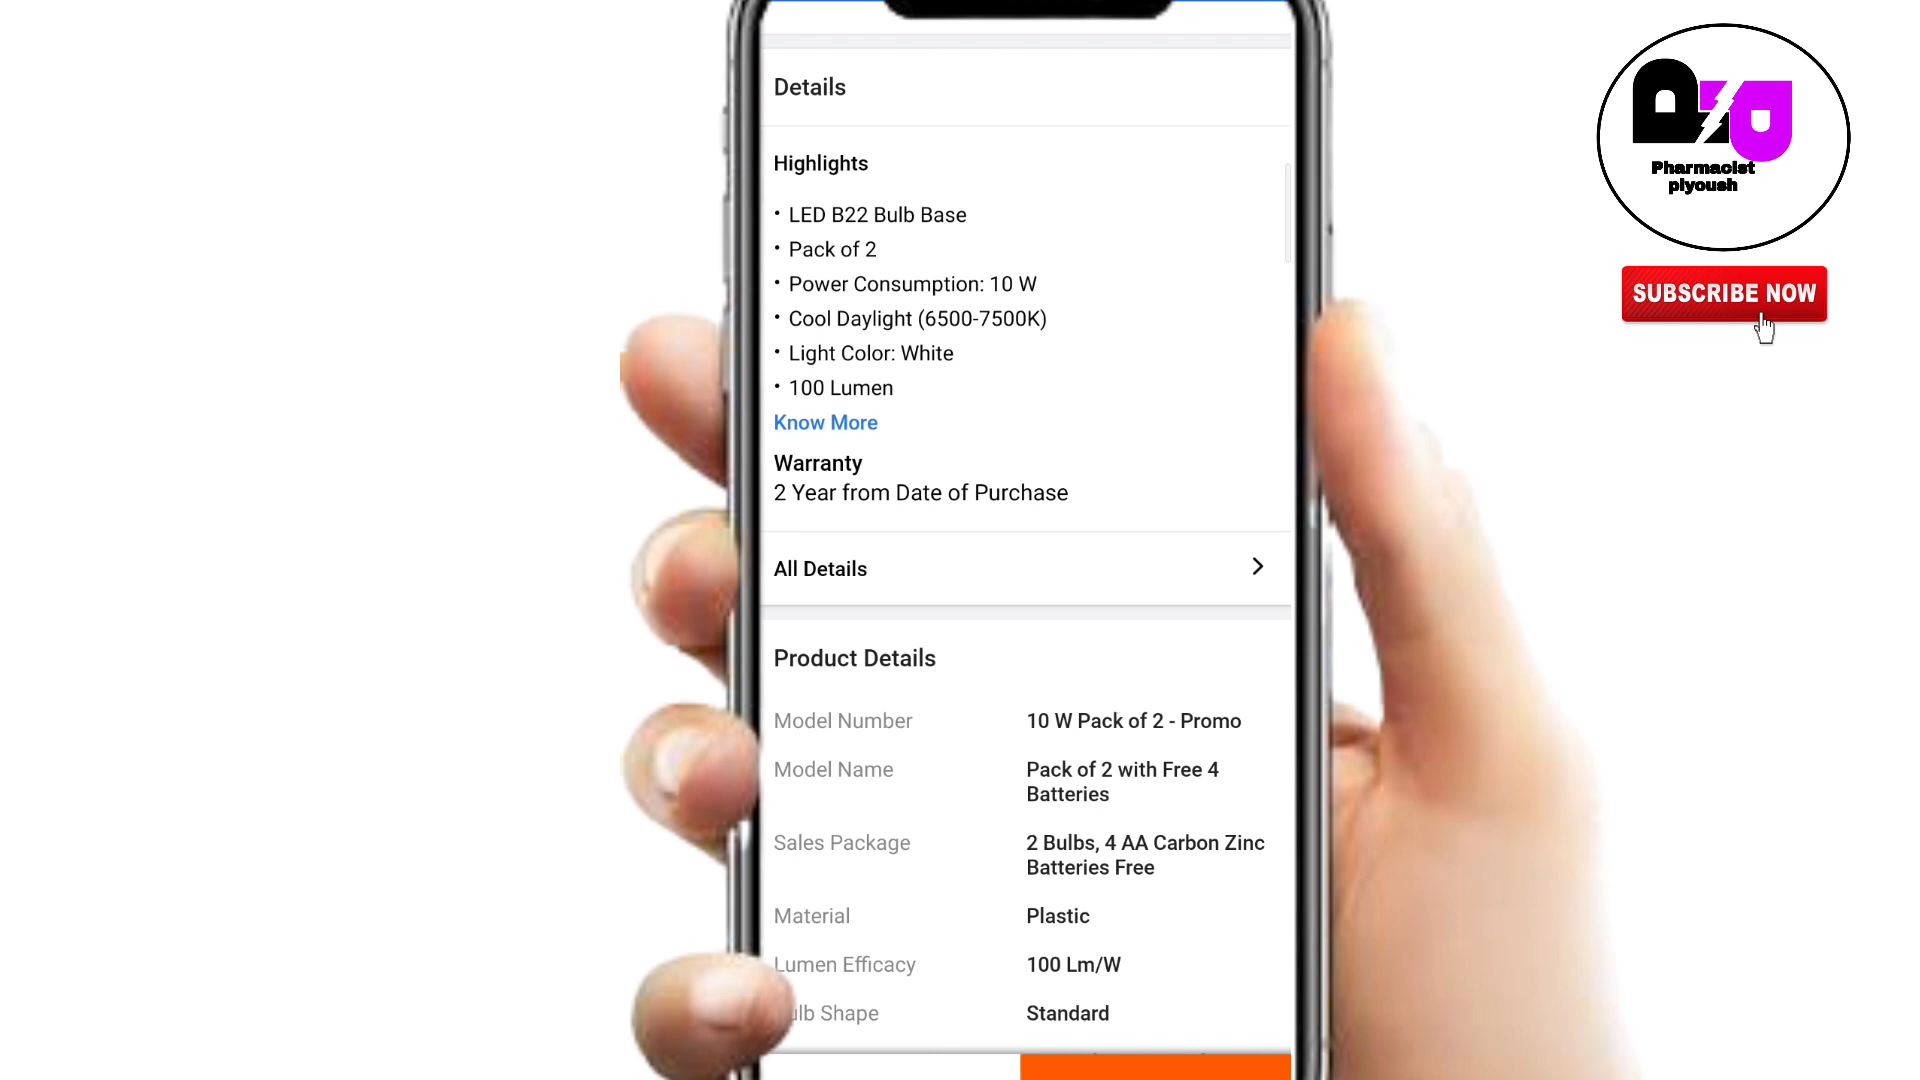 Details
Highlights
• LED B22 Bulb Base
• Pack of 2
• Power Consumption: 10 W
• Cool Daylight (6500-7500K)
• Light Color: White
• 100 Lumen
Know More
Warranty
2 Year from Date of Purchase
All Details
Product Details
Model Number 10 W Pack of 2 - Promo
Model Name Pack of 2 with Free 4
Batteries
Sales Package 2 Bulbs, 4 AA Carbon Zinc
Batteries Free
Material Plastic
Lumen Efficacy 100 Lm/W
ulb Shape Standard
Pharmacist
piyoush
SUBSCRIBE NOW